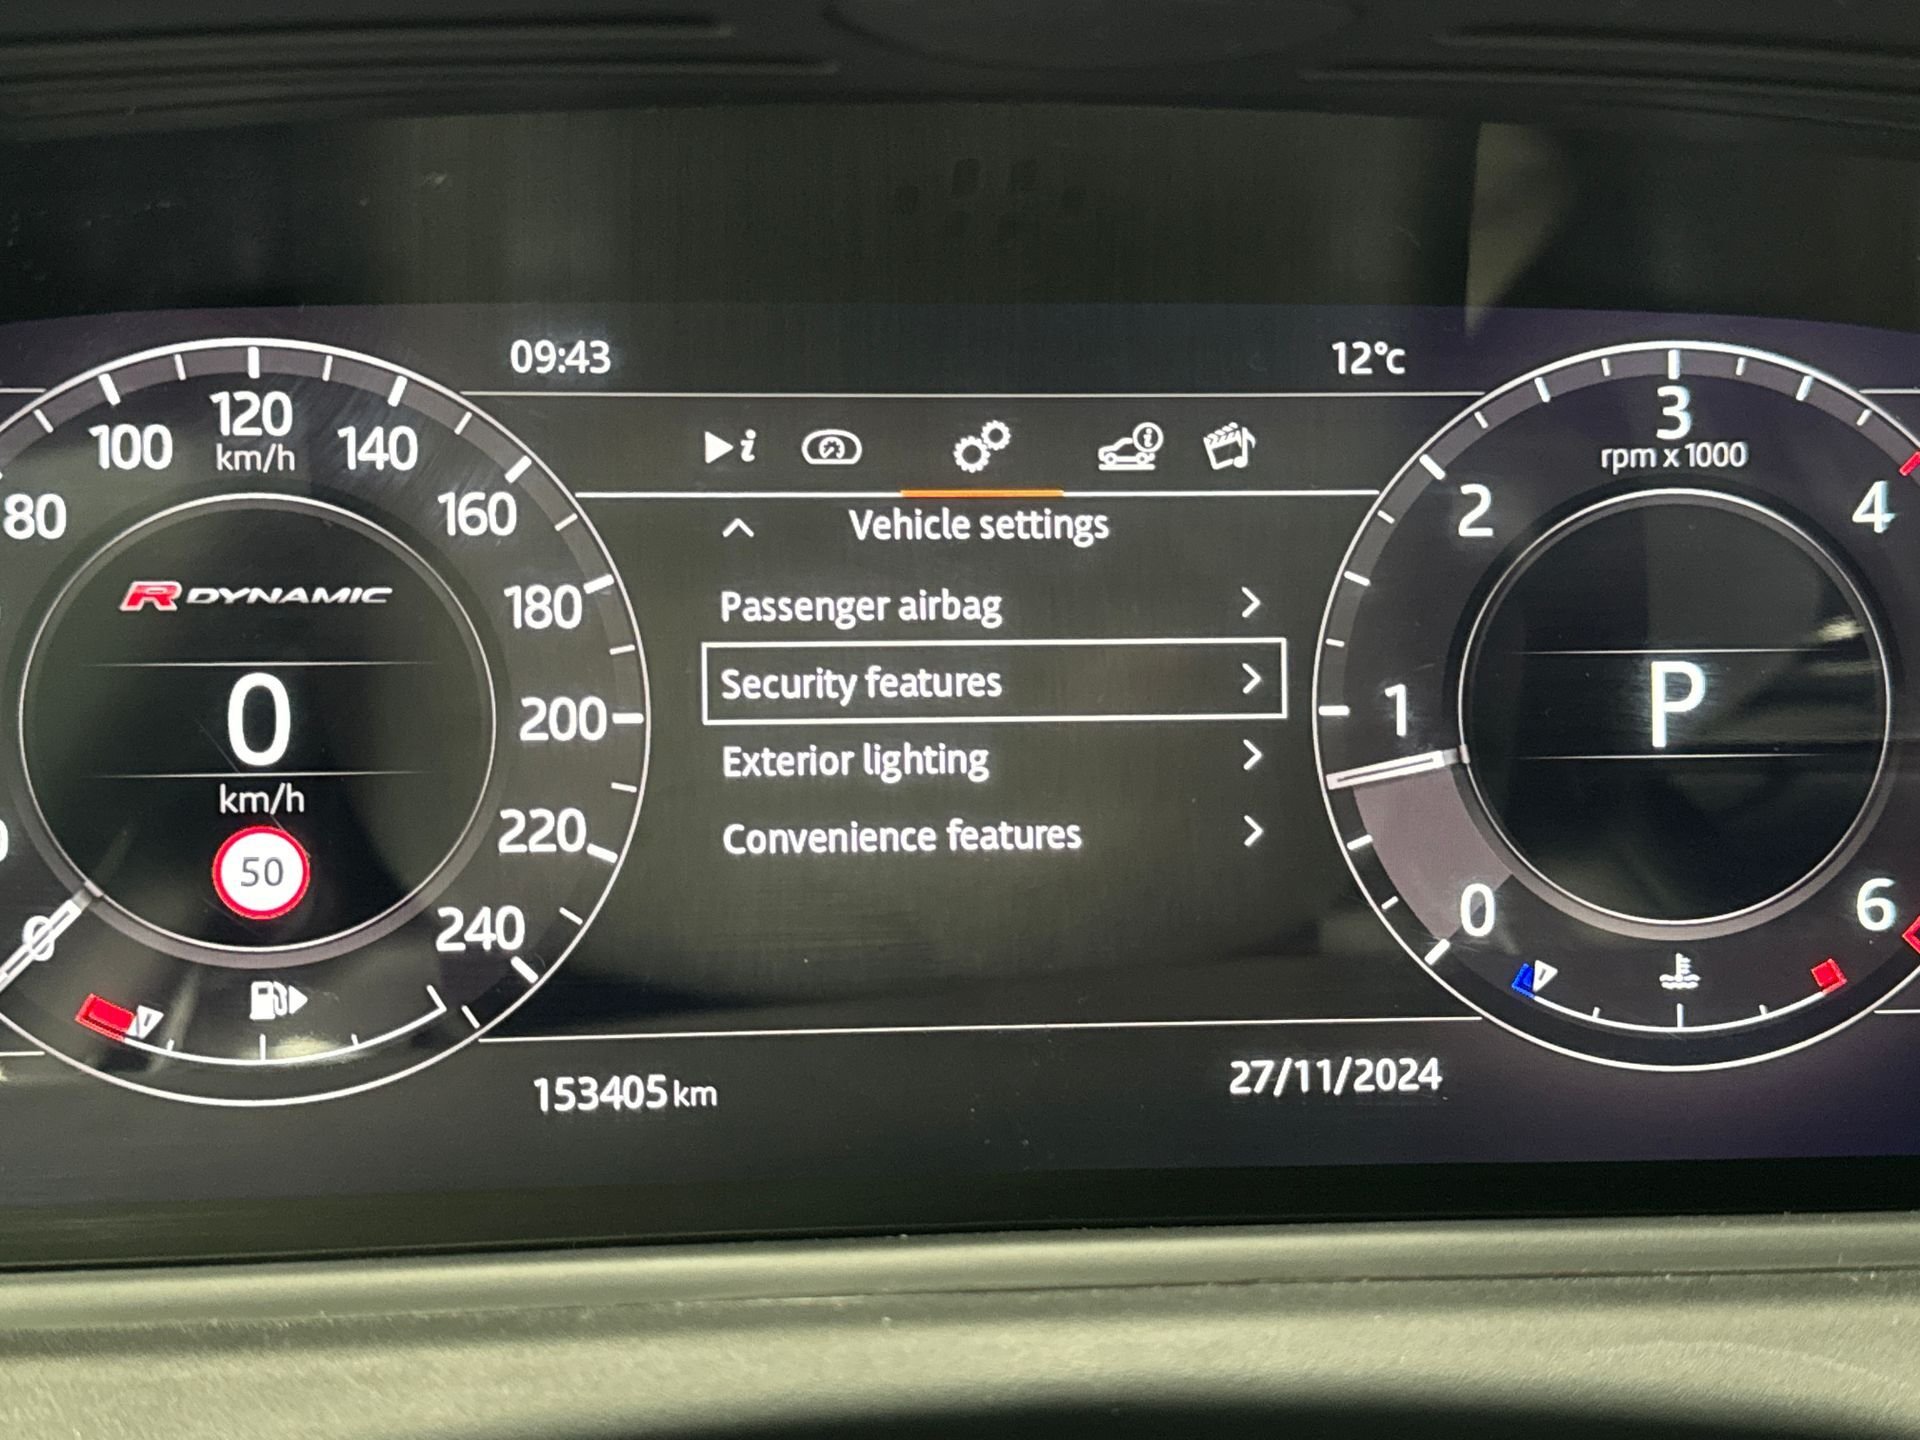 09:43
12°C
Vehicle settings
Passenger airbag
Security features
Exterior lighting
Convenience features
153405 km
27/11/2024
80
100
120
km/h
140
160
180
200
220
240
R DYNAMIC
0
km/h
50
0
1
2
3
rpm x 1000
4
6
P